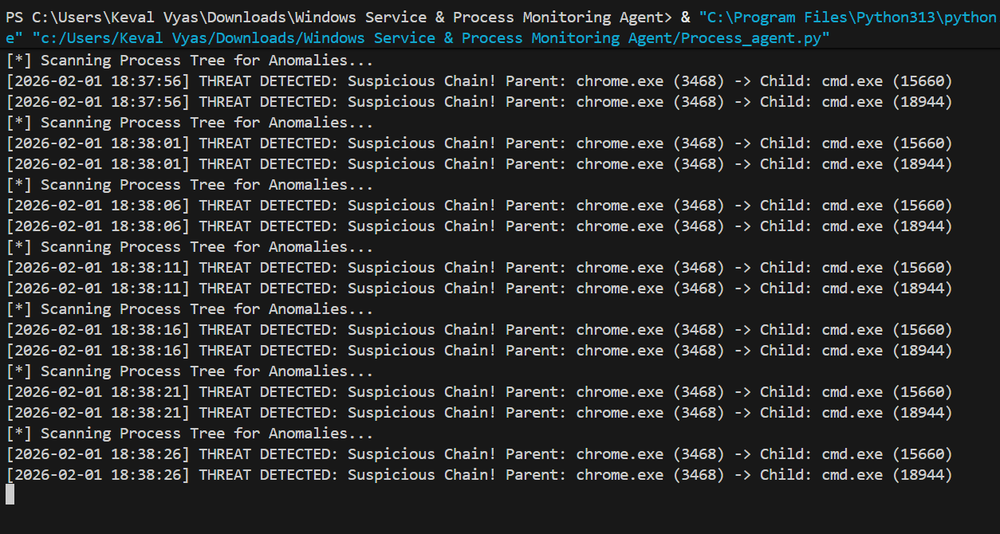 PS C:\Users\Keval Vyas\Downloads\Windows Service & Process Monitoring Agent> & "C:\Program Files\Python313\python
e" "c:/Users/Keval Vyas/Downloads/Windows Service & Process Monitoring Agent/Process_agent.py"
[*] Scanning Process Tree for Anomalies...
[2026-02-01 18:37:56] THREAT DETECTED: Suspicious Chain! Parent: chrome.exe (3468) -> Child: cmd.exe (15660)
[2026-02-01 18:37:56] THREAT DETECTED: Suspicious Chain! Parent: chrome.exe (3468) -> Child: cmd.exe (18944)
[*] Scanning Process Tree for Anomalies...
[2026-02-01 18:38:01] THREAT DETECTED: Suspicious Chain! Parent: chrome.exe (3468) -> Child: cmd.exe (15660)
[2026-02-01 18:38:01] THREAT DETECTED: Suspicious Chain! Parent: chrome.exe (3468) -> Child: cmd.exe (18944)
[*] Scanning Process Tree for Anomalies...
[2026-02-01 18:38:06] THREAT DETECTED: Suspicious Chain! Parent: chrome.exe (3468) -> Child: cmd.exe (15660)
[2026-02-01 18:38:06] THREAT DETECTED: Suspicious Chain! Parent: chrome.exe (3468) -> Child: cmd.exe (18944)
[*] Scanning Process Tree for Anomalies...
[2026-02-01 18:38:11] THREAT DETECTED: Suspicious Chain! Parent: chrome.exe (3468) -> Child: cmd.exe (15660)
[2026-02-01 18:38:11] THREAT DETECTED: Suspicious Chain! Parent: chrome.exe (3468) -> Child: cmd.exe (18944)
[*] Scanning Process Tree for Anomalies...
[2026-02-01 18:38:16] THREAT DETECTED: Suspicious Chain! Parent: chrome.exe (3468) -> Child: cmd.exe (15660)
[2026-02-01 18:38:16] THREAT DETECTED: Suspicious Chain! Parent: chrome.exe (3468) -> Child: cmd.exe (18944)
[*] Scanning Process Tree for Anomalies...
[2026-02-01 18:38:21] THREAT DETECTED: Suspicious Chain! Parent: chrome.exe (3468) -> Child: cmd.exe (15660)
[2026-02-01 18:38:21] THREAT DETECTED: Suspicious Chain! Parent: chrome.exe (3468) -> Child: cmd.exe (18944)
[*] Scanning Process Tree for Anomalies...
[2026-02-01 18:38:26] THREAT DETECTED: Suspicious Chain! Parent: chrome.exe (3468) -> Child: cmd.exe (15660)
[2026-02-01 18:38:26] THREAT DETECTED: Suspicious Chain! Parent: chrome.exe (3468) -> Child: cmd.exe (18944)